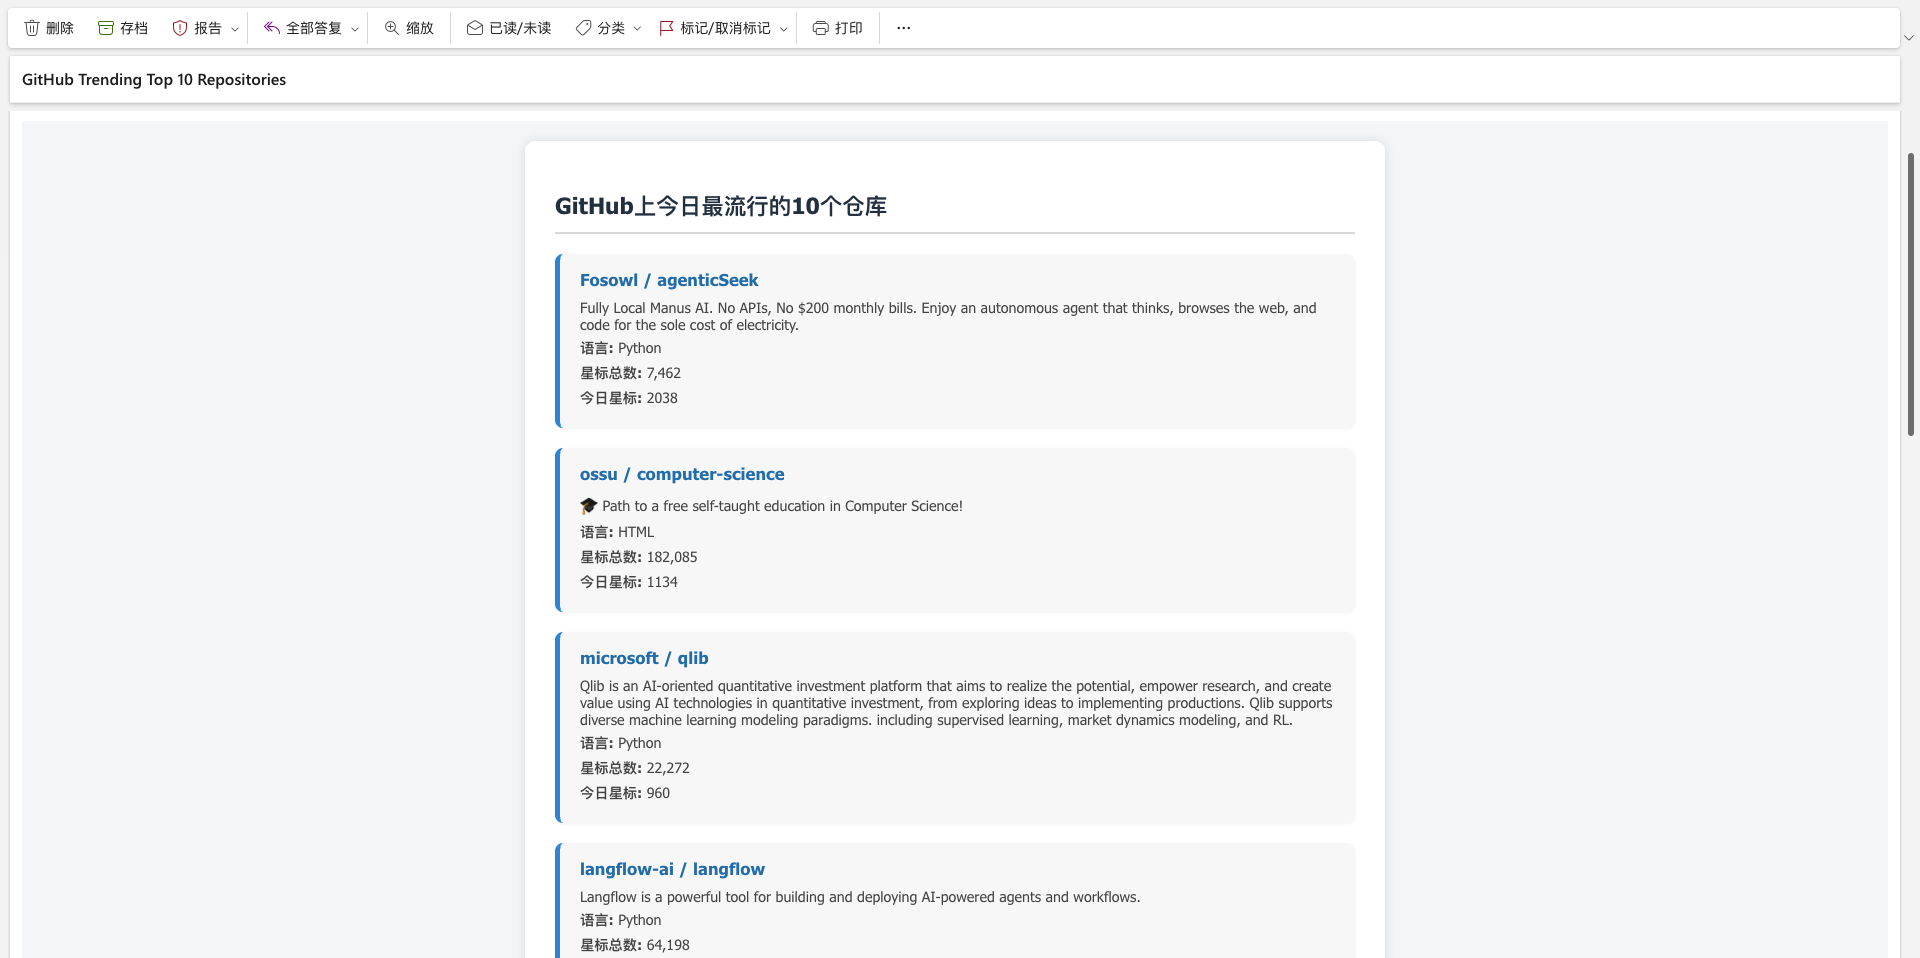 删除 存档 报告 全部答复 缩放 已读/未读 分类 标记/取消标记 打印 ···
GitHub Trending Top 10 Repositories
GitHub上今日最流行的10个仓库
Fosowl / agenticSeek
Fully Local Manus AI. No APIs, No $200 monthly bills. Enjoy an autonomous agent that thinks, browses the web, and
code for the sole cost of electricity.
语言: Python
星标总数: 7,462
今日星标: 2038
ossu / computer-science
🎓 Path to a free self-taught education in Computer Science!
语言: HTML
星标总数: 182,085
今日星标: 1134
microsoft / qlib
Qlib is an AI-oriented quantitative investment platform that aims to realize the potential, empower research, and create
value using AI technologies in quantitative investment, from exploring ideas to implementing productions. Qlib supports
diverse machine learning modeling paradigms. including supervised learning, market dynamics modeling, and RL.
语言: Python
星标总数: 22,272
今日星标: 960
langflow-ai / langflow
Langflow is a powerful tool for building and deploying AI-powered agents and workflows.
语言: Python
星标总数: 64,198